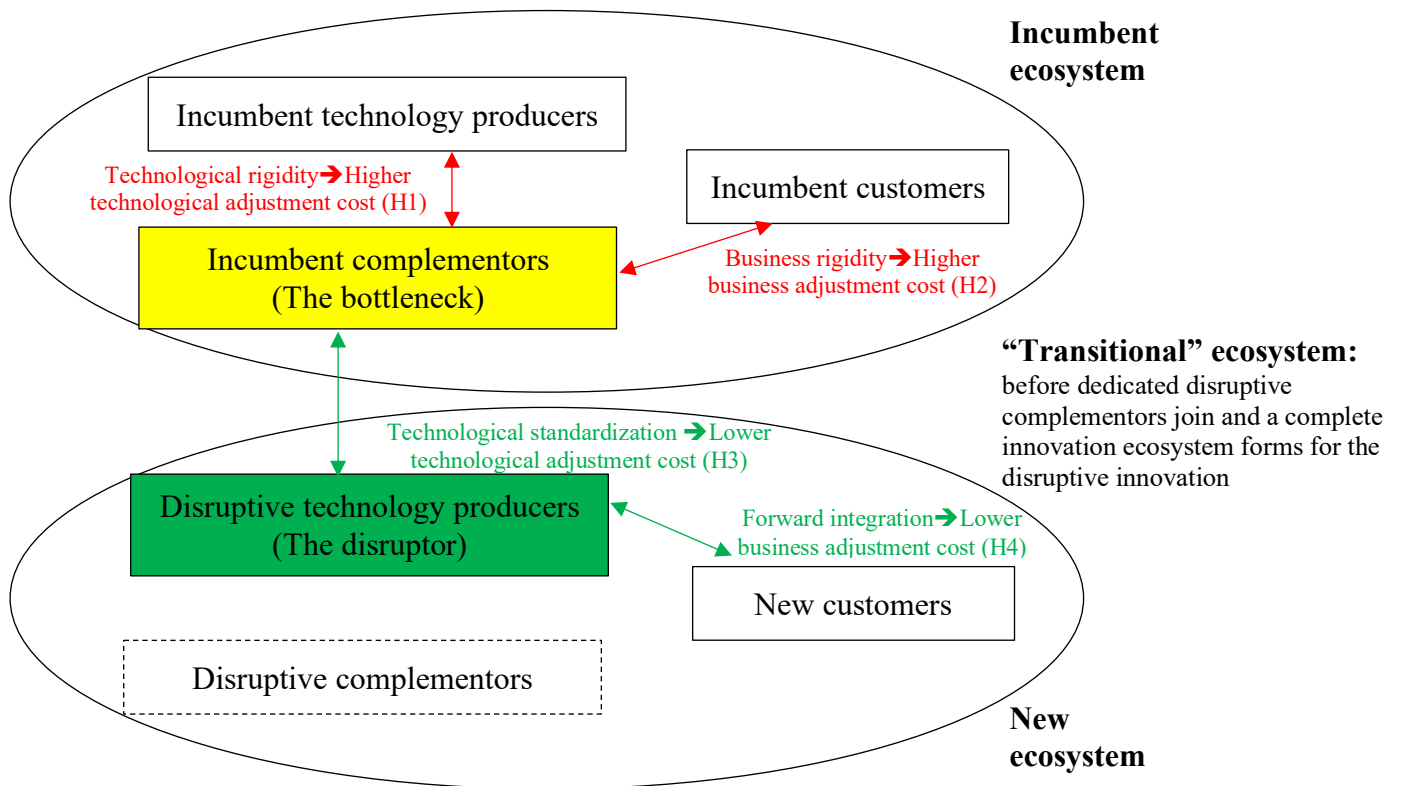 Incumbent
ecosystem
Incumbent technology producers
Technological rigidity➔Higher
technological adjustment cost (H1)
Incumbent customers
Incumbent complementors
(The bottleneck)
Business rigidity➔Higher
business adjustment cost (H2)
“Transitional” ecosystem:
before dedicated disruptive
complementors join and a complete
innovation ecosystem forms for the
disruptive innovation
Technological standardization ➔Lower
technological adjustment cost (H3)
Disruptive technology producers
(The disruptor)
Forward integration➔Lower
business adjustment cost (H4)
New customers
Disruptive complementors
New
ecosystem